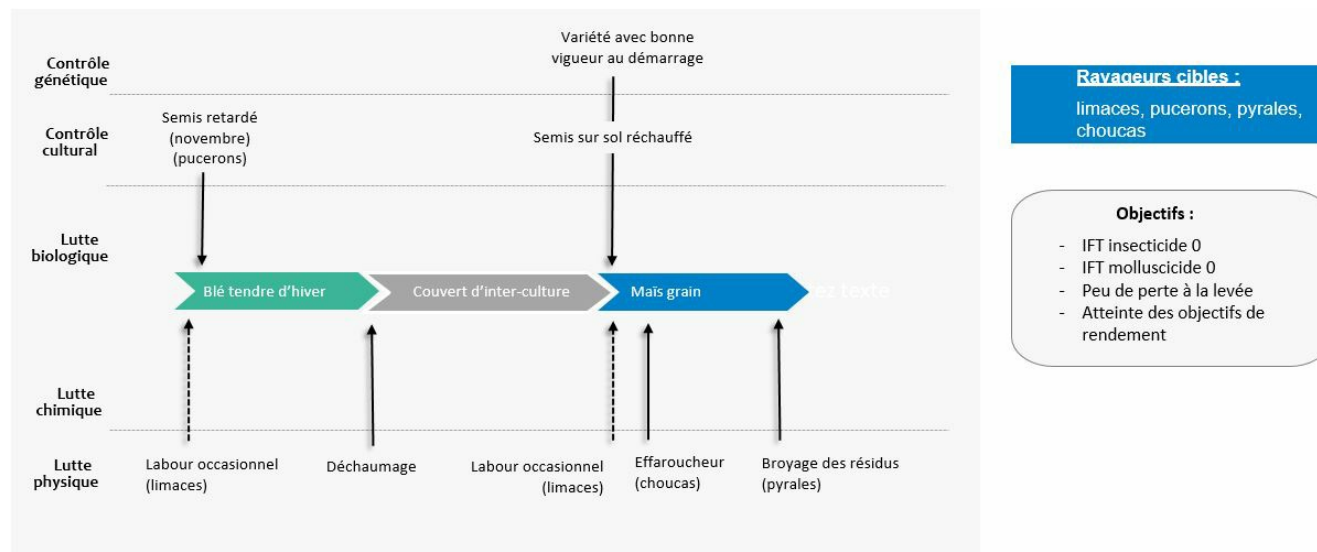 Contrôle
génétique
Variété avec bonne
vigueur au démarrage
Contrôle
cultural
Semis retardé
(novembre)
(pucerons)
Semis sur sol réchauffé
Lutte
biologique
Blé tendre d'hiver
Couvert d'inter-culture
Maïs grain
ez texte
Lutte
chimique
Lutte
physique
Labour occasionnel
(limaces)
Déchaumage
Labour occasionnel
(limaces)
Effaroucheur
(choucas)
Broyage des résidus
(pyrales)
Ravageurs cibles :
limaces, pucerons, pyrales,
choucas
Objectifs :
- IFT insecticide 0
- IFT molluscicide 0
- Peu de perte à la levée
- Atteinte des objectifs de
rendement